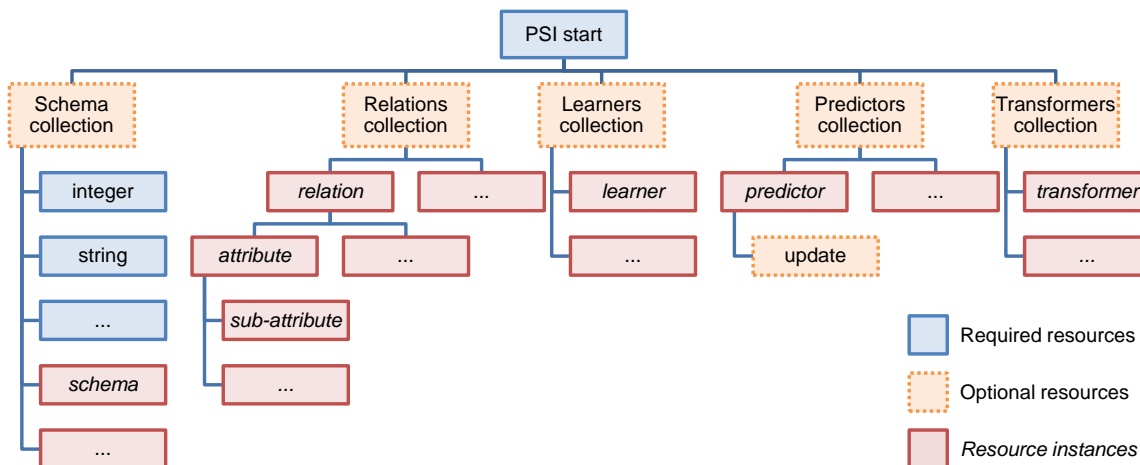 PSI start
Schema
collection
Relations
collection
Learners
collection
Predictors
collection
Transformers
collection
integer
relation
...
learner
predictor
...
transformer
string
attribute
...
...
update
...
...
sub-attribute
schema
...
...
Required resources
Optional resources
Resource instances